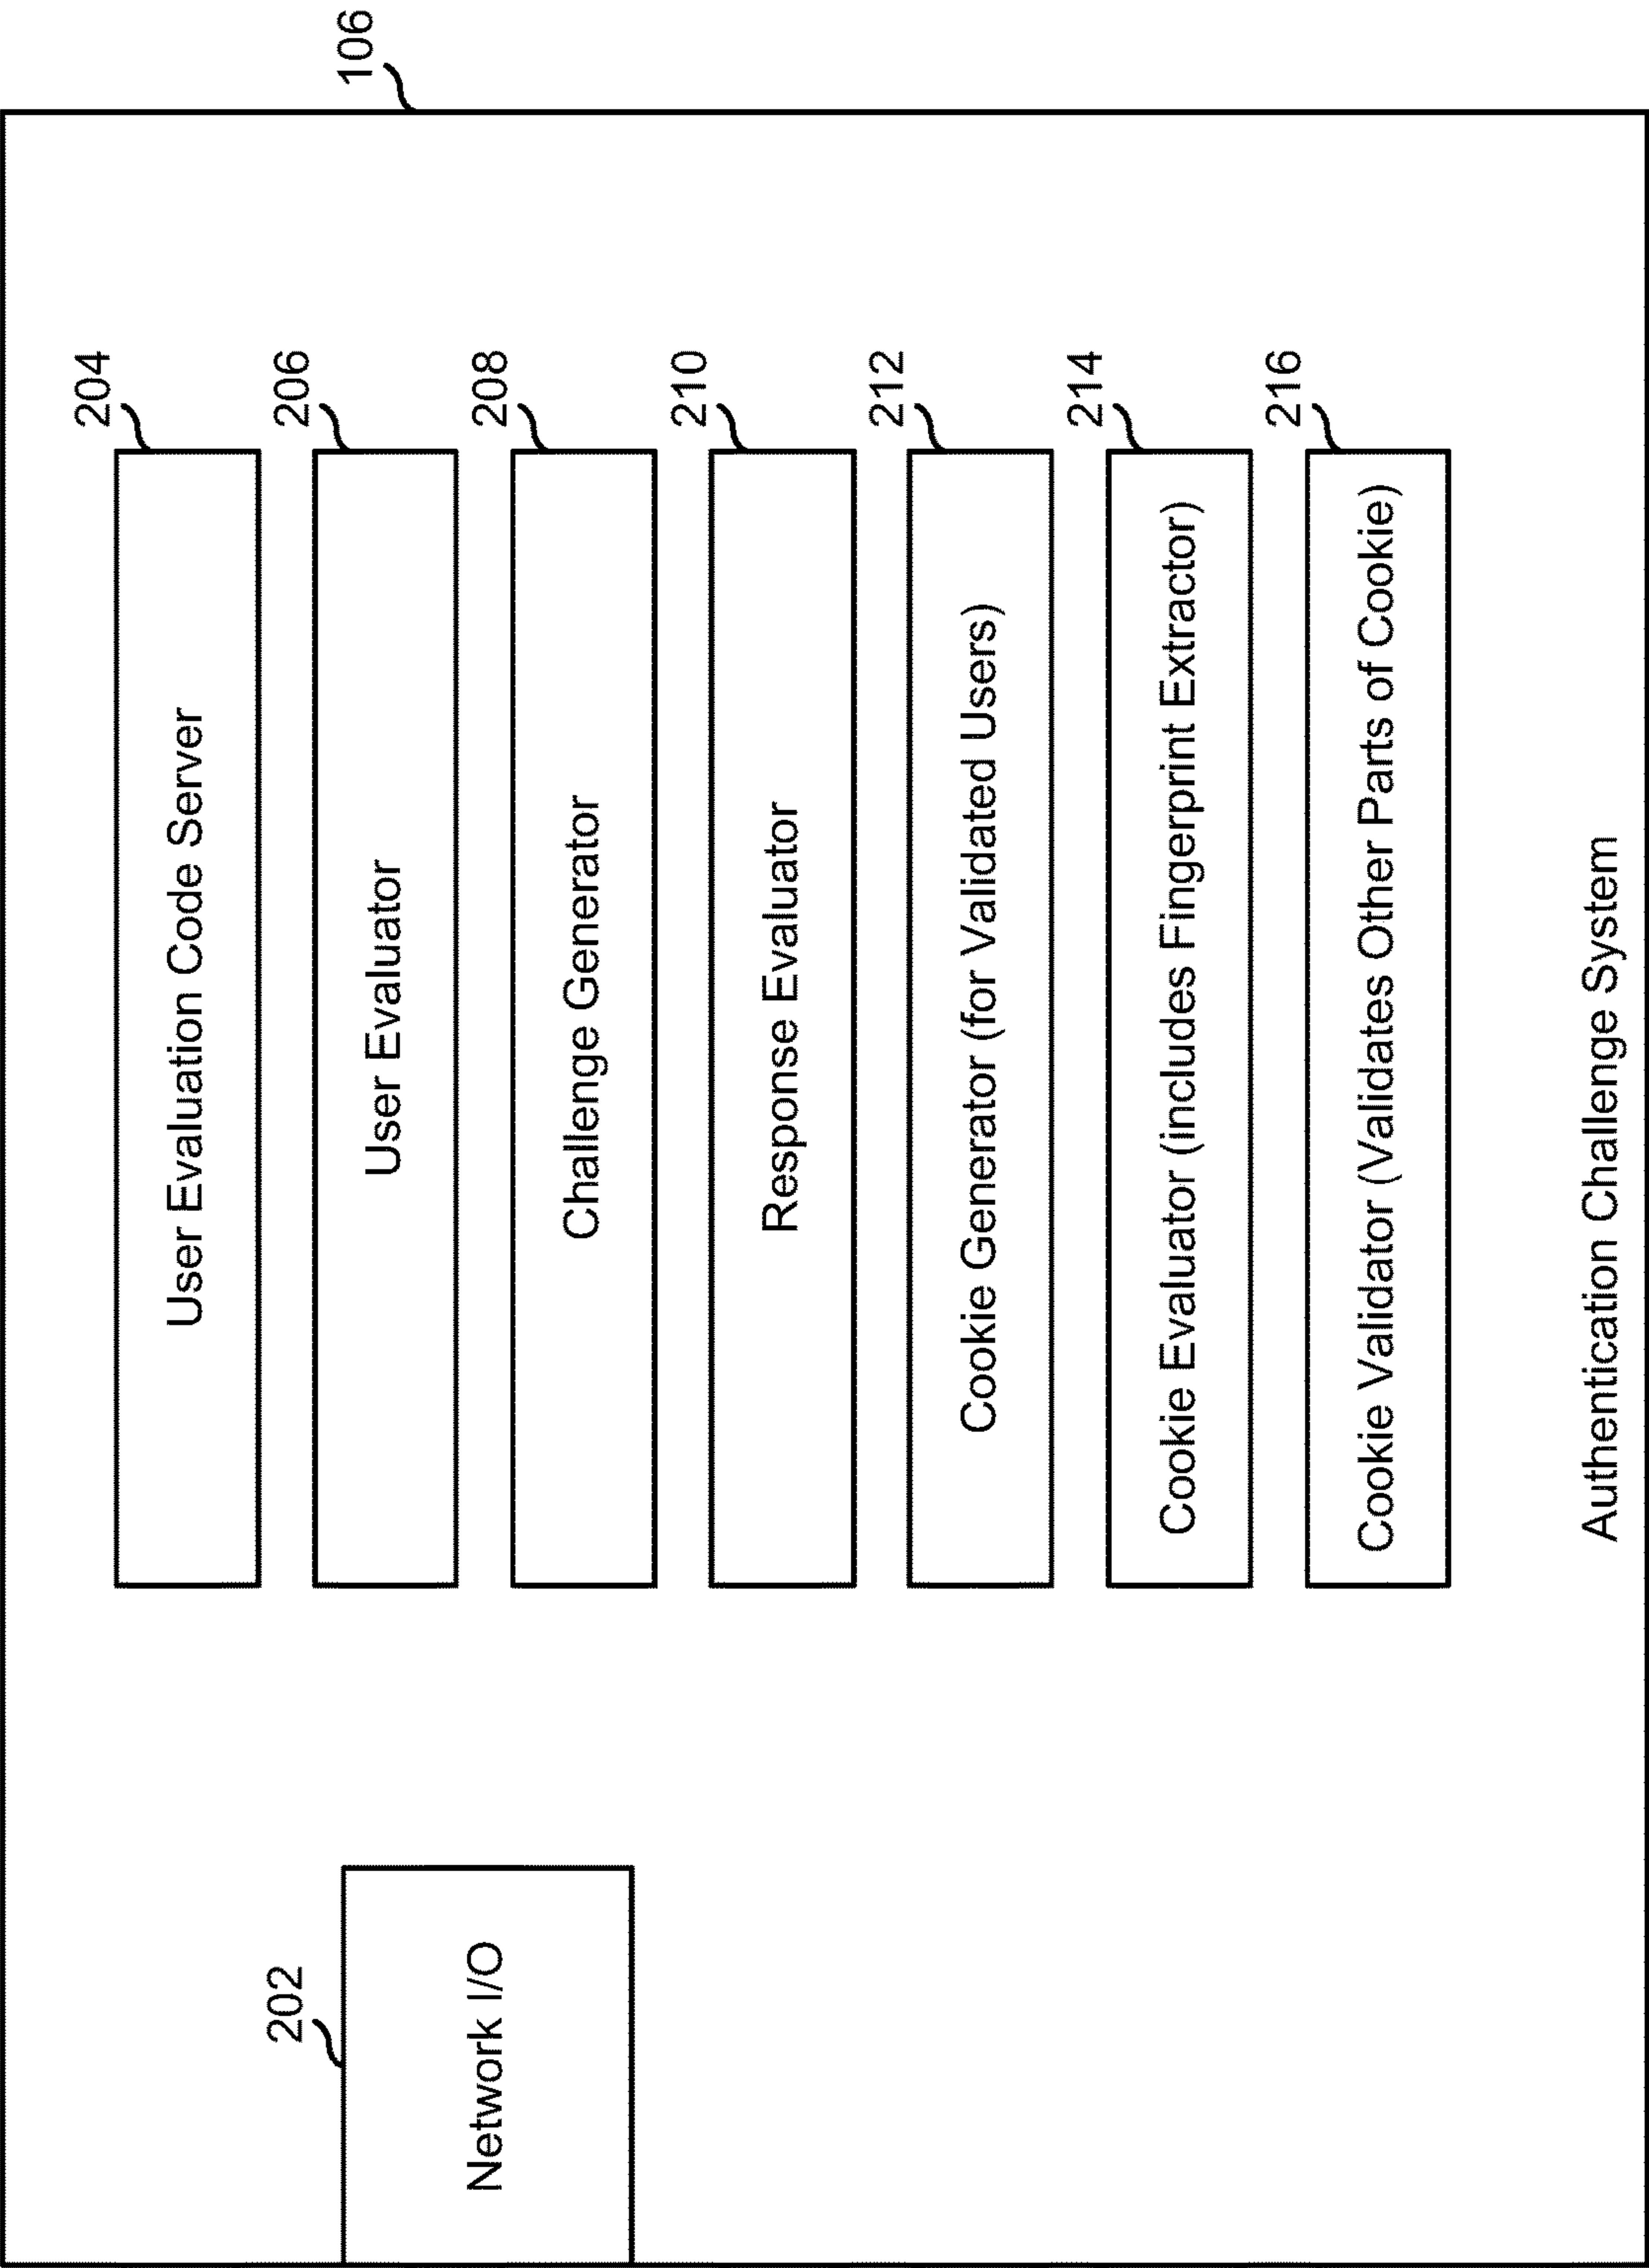 106
204
User Evaluation Code Server
206
User Evaluator
202
Network I/O
208
Challenge Generator
210
Response Evaluator
212
Cookie Generator (for Validated Users)
214
Cookie Evaluator (includes Fingerprint Extractor)
216
Cookie Validator (Validates Other Parts of Cookie)
Authentication Challenge System